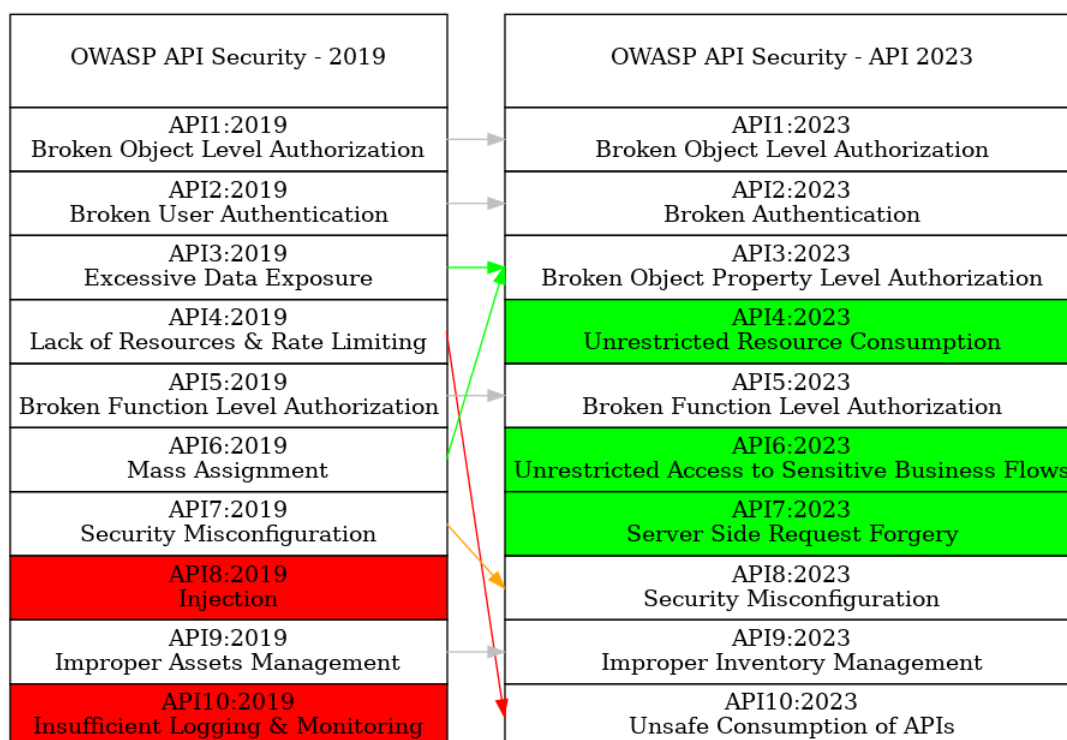 OWASP API Security - 2019
API1:2019
Broken Object Level Authorization
API2:2019
Broken User Authentication
API3:2019
Excessive Data Exposure
API4:2019
Lack of Resources & Rate Limiting
API5:2019
Broken Function Level Authorization
API6:2019
Mass Assignment
API7:2019
Security Misconfiguration
API8:2019
Injection
API9:2019
Improper Assets Management
API10:2019
Insufficient Logging & Monitoring
OWASP API Security - API 2023
API1:2023
Broken Object Level Authorization
API2:2023
Broken Authentication
API3:2023
Broken Object Property Level Authorization
API4:2023
Unrestricted Resource Consumption
API5:2023
Broken Function Level Authorization
API6:2023
Unrestricted Access to Sensitive Business Flows
API7:2023
Server Side Request Forgery
API8:2023
Security Misconfiguration
API9:2023
Improper Inventory Management
API10:2023
Unsafe Consumption of APIs